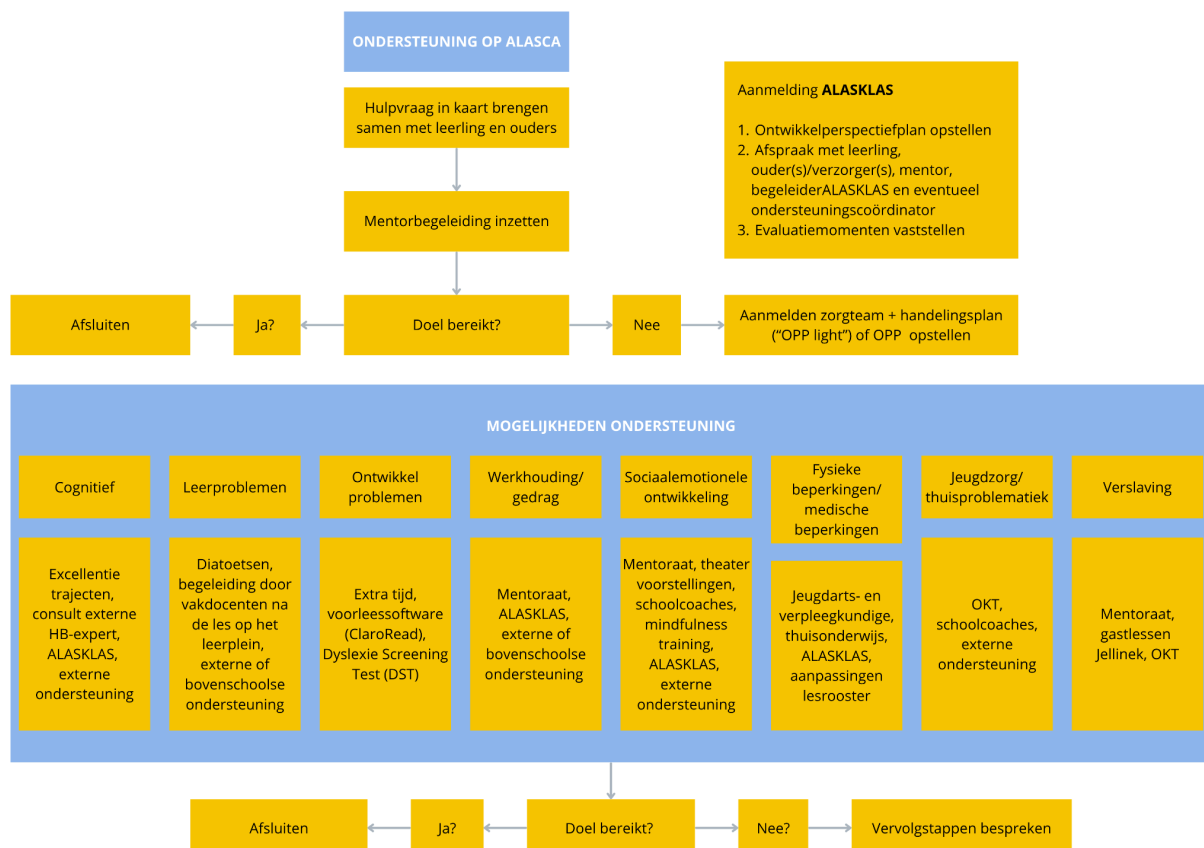 ONDERSTEUNING OP ALASCA
Hulpvraag in kaart brengen
samen met leerling en ouders
Mentorbegeleiding inzetten
Aanmelding ALASKLAS
1. Ontwikkelperspectiefplan opstellen
2. Afspraak met leerling,
ouder(s)/verzorger(s), mentor,
begeleiderALASKLAS en eventueel
ondersteuningscoördinator
3. Evaluatiemomenten vaststellen
Afsluiten
Ja?
Doel bereikt?
Nee
Aanmelden zorgteam + handelingsplan
(“OPP light”) of OPP opstellen
MOGELIJKHEDEN ONDERSTEUNING
Cognitief
Leerproblemen
Ontwikkel
problemen
Werkhouding/
gedrag
Sociaalemotionele
ontwikkeling
Fysieke
beperkingen/
medische
beperkingen
Jeugdzorg/
thuisproblematiek
Verslaving
Excellentie
trajecten,
consult externe
HB-expert,
ALASKLAS,
externe
ondersteuning
Diatoetsen,
begeleiding door
vakdocenten na
de les op het
leerplein,
externe of
bovenschoolse
ondersteuning
Extra tijd,
voorleessoftware
(ClaroRead),
Dyslexie Screening
Test (DST)
Mentoraat,
ALASKLAS,
externe of
bovenschoolse
ondersteuning
Mentoraat, theater
voorstellingen,
schoolcoaches,
mindfulness
training,
ALASKLAS,
externe
ondersteuning
Jeugdarts- en
verpleegkundige,
thuisonderwijs,
ALASKLAS,
aanpassingen
lesrooster
OKT,
schoolcoaches,
externe
ondersteuning
Mentoraat,
gastlessen
Jellinek, OKT
Afsluiten
Ja?
Doel bereikt?
Nee?
Vervolgstappen bespreken